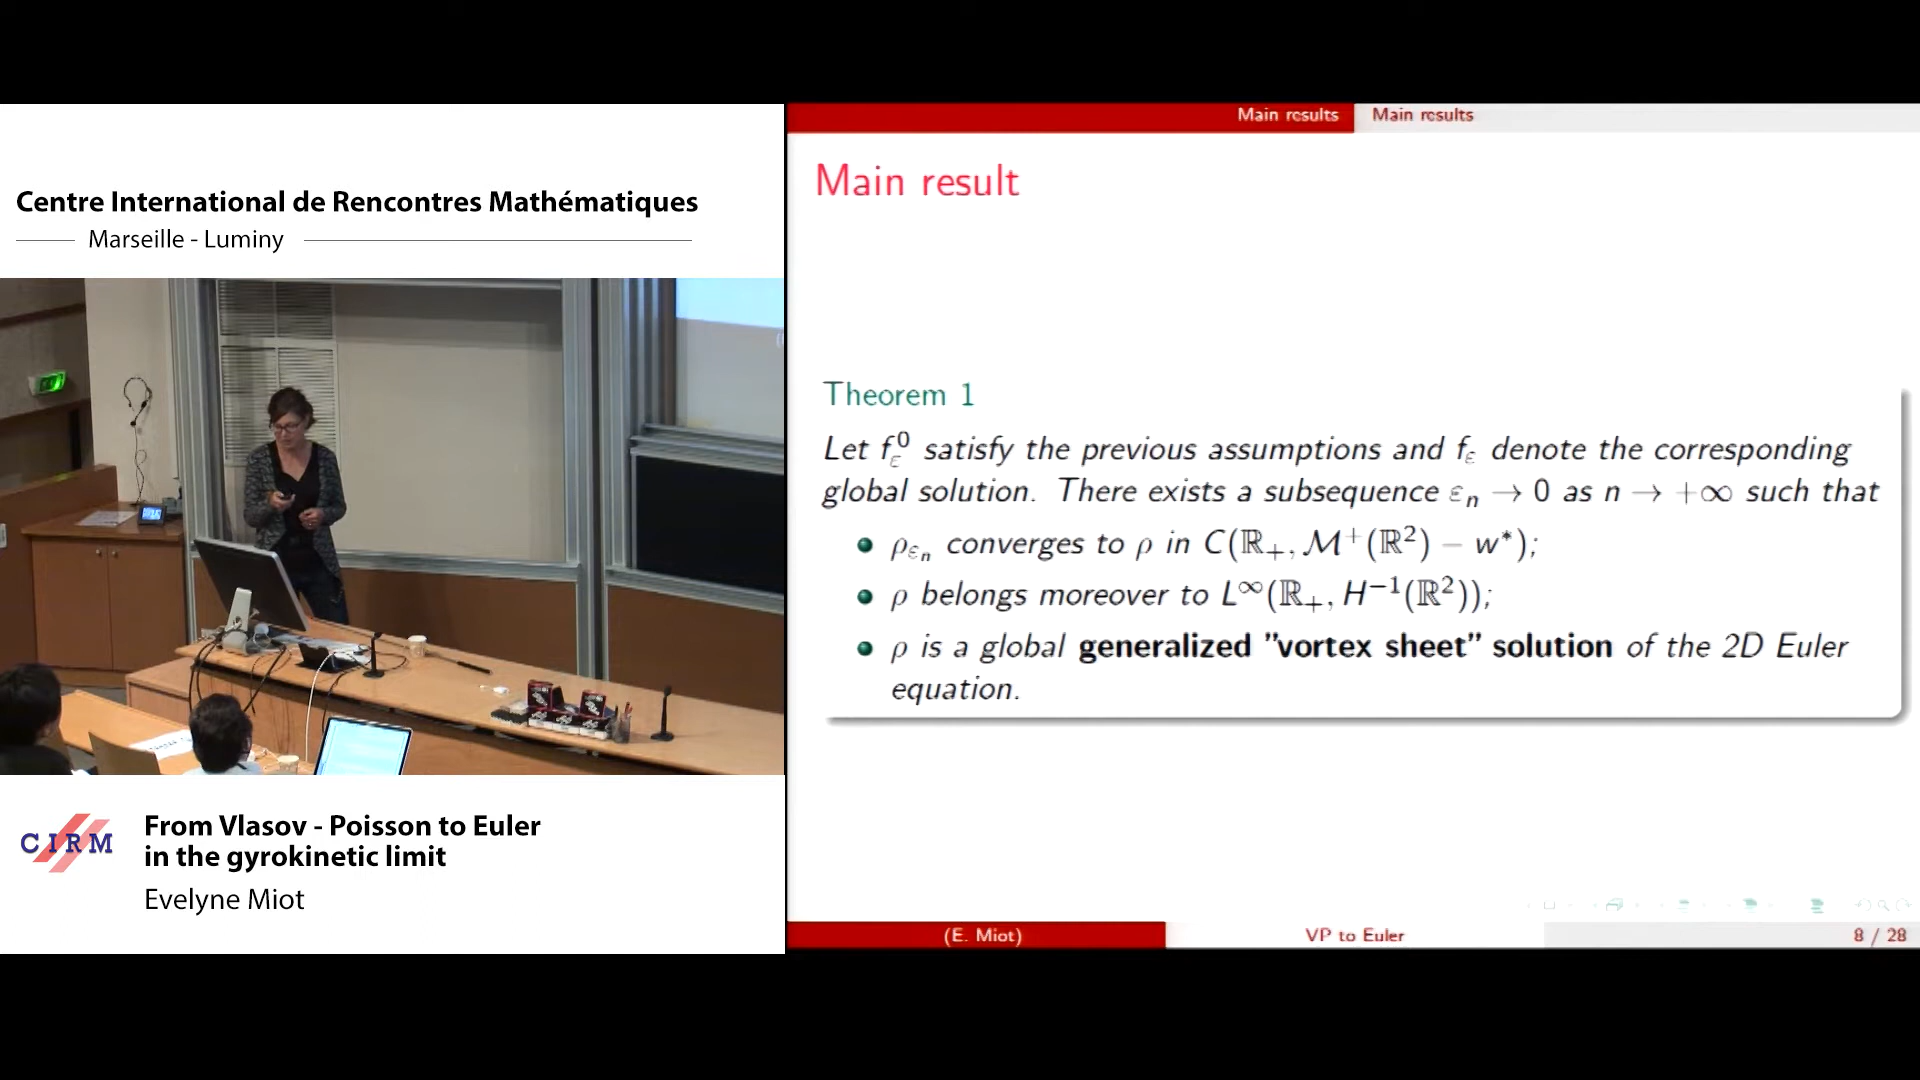 Centre International de Rencontres Mathématiques
Marseille - Luminy
CIRM
From Vlasov - Poisson to Euler
in the gyrokinetic limit
Evelyne Miot
Main results
Main results
Main result
Theorem 1
Let f_ε^0 satisfy the previous assumptions and f_ε denote the corresponding
global solution. There exists a subsequence ε_n → 0 as n → +∞ such that
ρ_{ε_n} converges to ρ in C(ℝ_+, ℳ^+(ℝ^2) − w*);
ρ belongs moreover to L^∞(ℝ_+, H^{−1}(ℝ^2));
ρ is a global generalized "vortex sheet" solution of the 2D Euler
equation.
(E. Miot)
VP to Euler
8 / 28